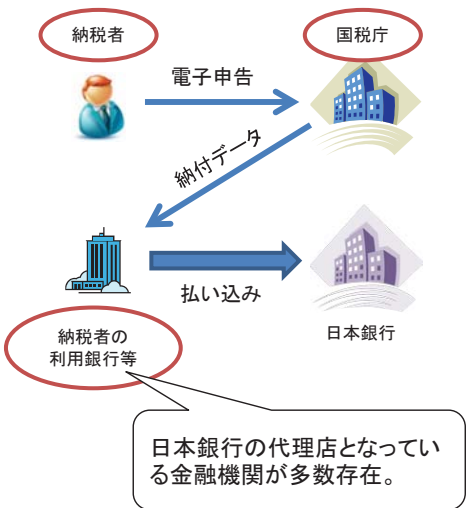 納税者
国税庁
電子申告
納付データ
払い込み
日本銀行
納税者の
利用銀行等
日本銀行の代理店となってい
る金融機関が多数存在。